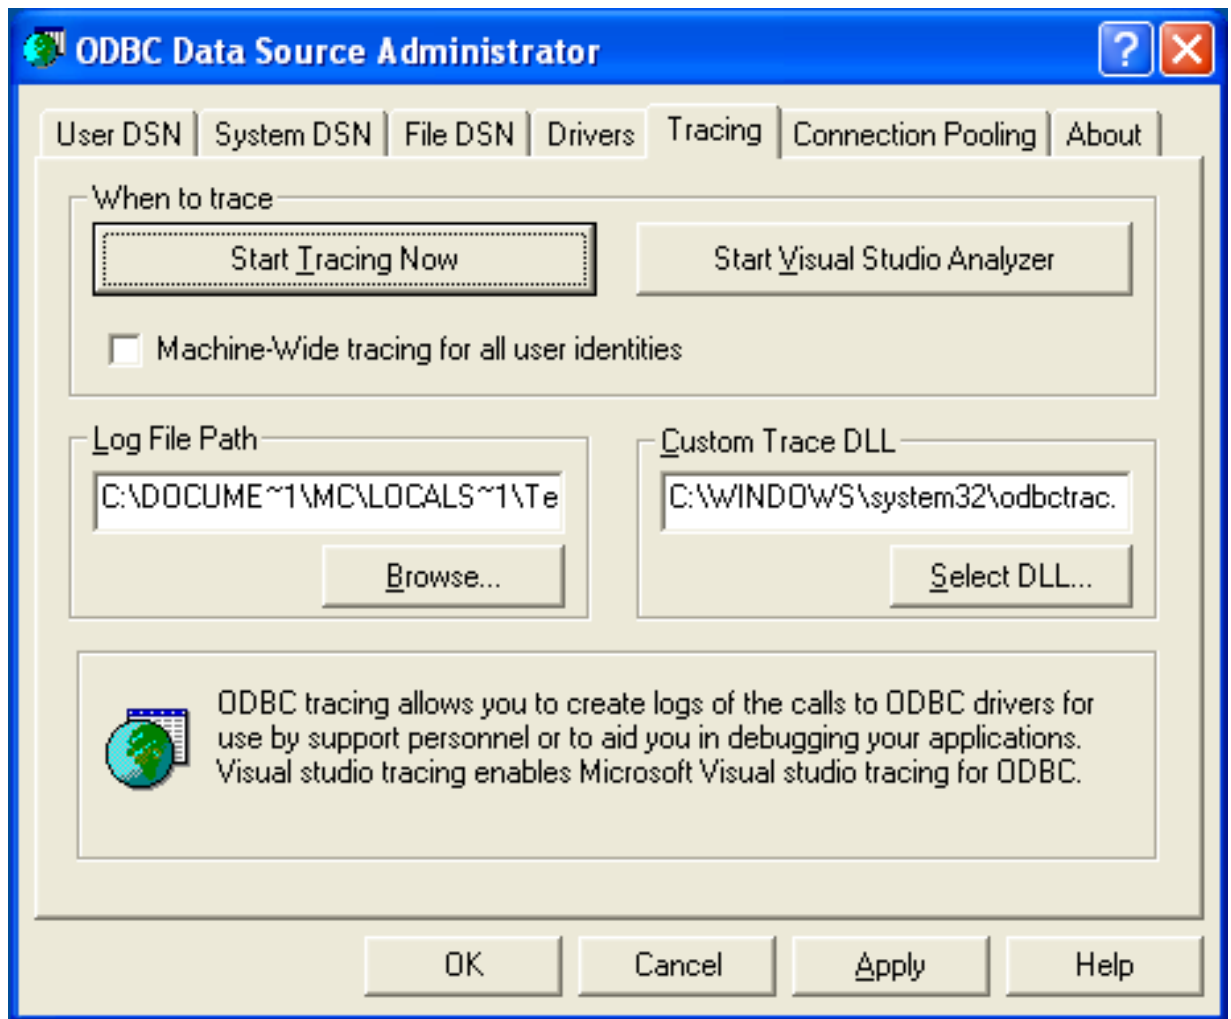 ODBC Data Source Administrator
User DSN System DSN File DSN Drivers Tracing Connection Pooling About
When to trace
Start Tracing Now Start Visual Studio Analyzer
Machine-Wide tracing for all user identities
Log File Path Custom Trace DLL
C:\DOCUME~1\MC\LOCALS~1\Te C:\WINDOWS\system32\odbctrac.
Browse... Select DLL...
ODBC tracing allows you to create logs of the calls to ODBC drivers for
use by support personnel or to aid you in debugging your applications.
Visual studio tracing enables Microsoft Visual studio tracing for ODBC.
OK Cancel Apply Help